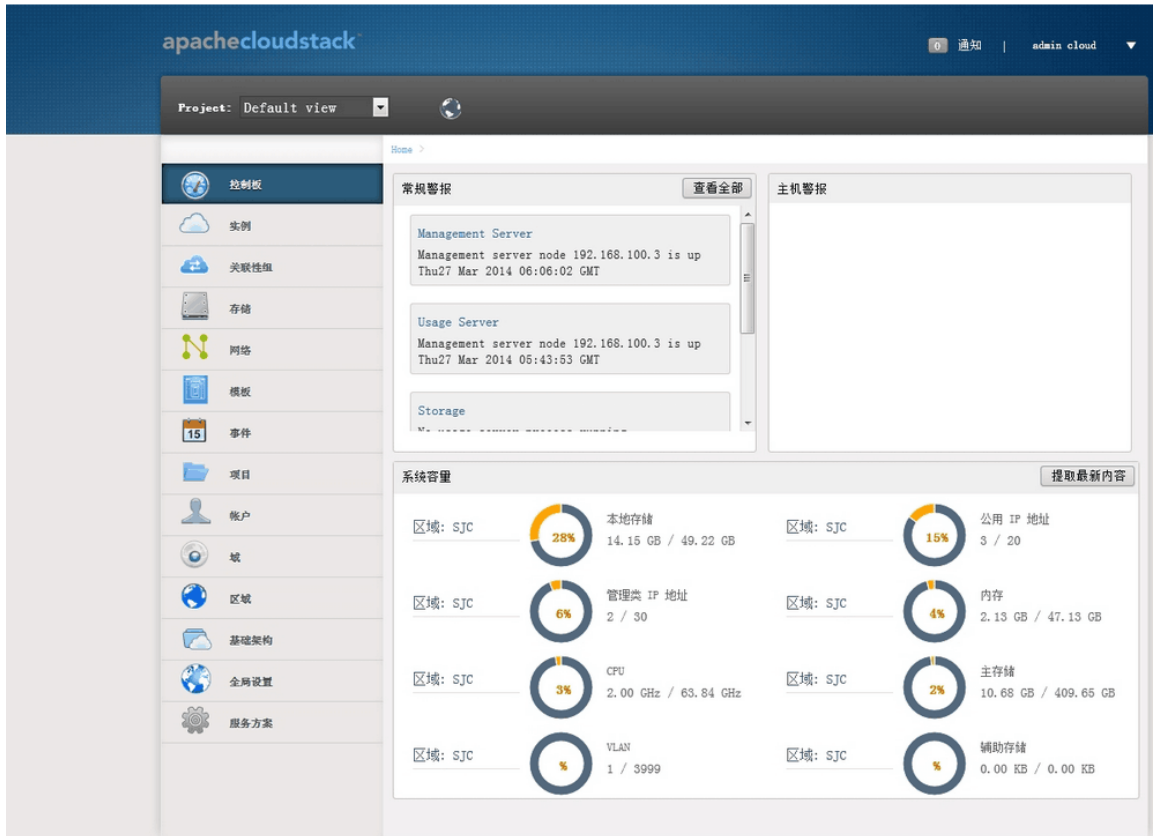 apachecloudstack
0 通知 | admin cloud
Project: Default view
Home >
控制板
实例
关联性组
存储
网络
模板
15 事件
项目
帐户
域
区域
基础架构
全局设置
服务方案
常规警报 查看全部
Management Server
Management server node 192.168.100.3 is up
Thu27 Mar 2014 06:06:02 GMT
Usage Server
Management server node 192.168.100.3 is up
Thu27 Mar 2014 05:43:53 GMT
Storage
No usage server process running
主机警报
系统容量 提取最新内容
区域: SJC 28% 本地存储
14.15 GB / 49.22 GB
区域: SJC 15% 公用 IP 地址
3 / 20
区域: SJC 6% 管理类 IP 地址
2 / 30
区域: SJC 4% 内存
2.13 GB / 47.13 GB
区域: SJC 3% CPU
2.00 GHz / 63.84 GHz
区域: SJC 2% 主存储
10.68 GB / 409.65 GB
区域: SJC % VLAN
1 / 3999
区域: SJC % 辅助存储
0.00 KB / 0.00 KB